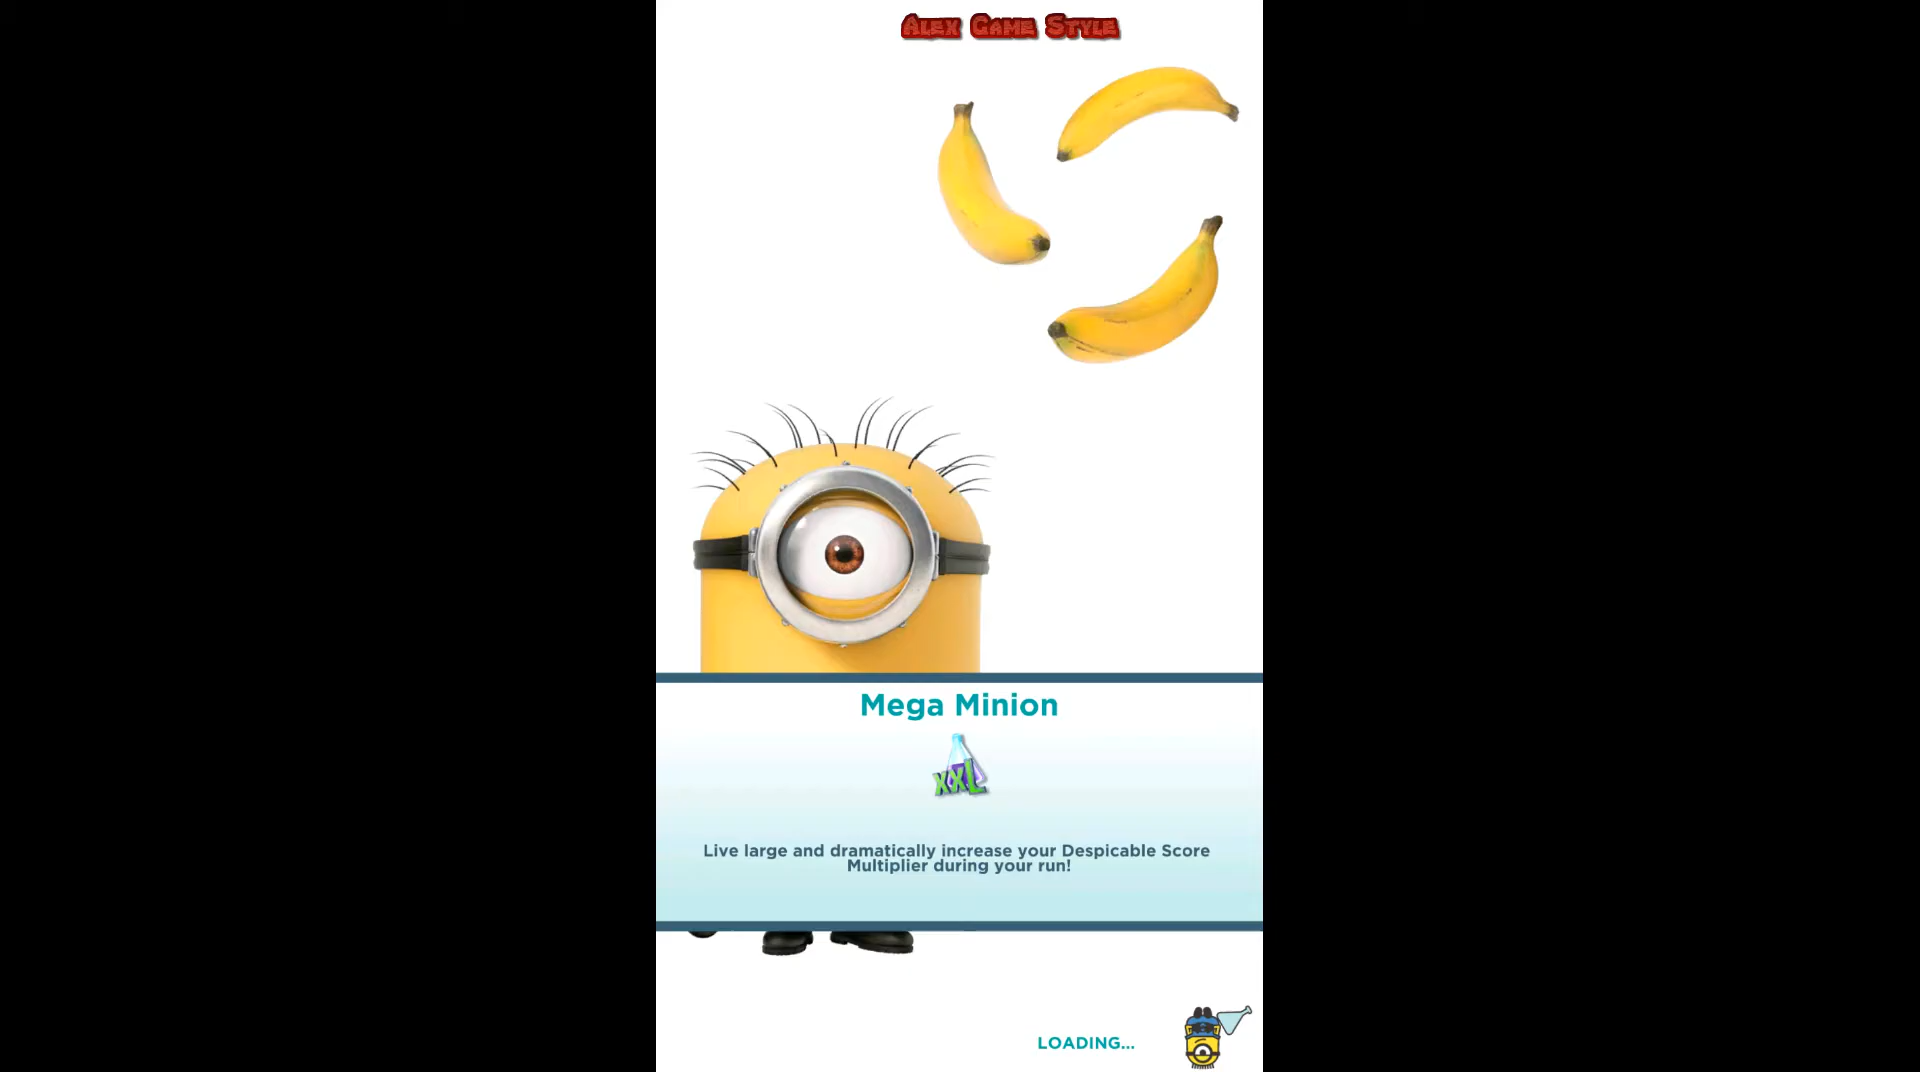 Alex Game Style
Mega Minion
XXL
Live large and dramatically increase your Despicable Score
Multiplier during your run!
LOADING...